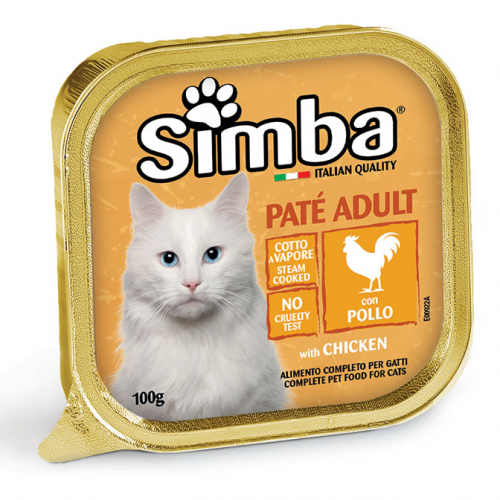 Simba®
ITALIAN QUALITY
PATÉ ADULT
COTTO
A VAPORE
STEAM
COOKED
NO
CRUELTY
TEST
con
POLLO
E00922A
with CHICKEN
ALIMENTO COMPLETO PER GATTI
COMPLETE PET FOOD FOR CATS
100g